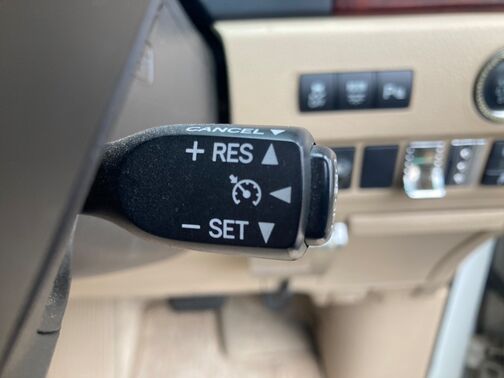 CANCEL ▼
+ RES ▲
◀
− SET ▼
P